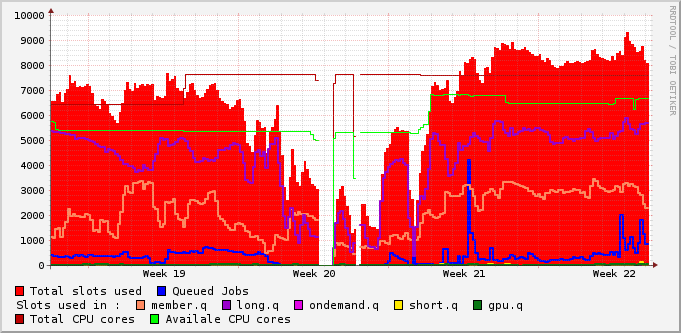 10000
9000
8000
7000
6000
5000
4000
3000
2000
1000
0
Week 19 Week 20 Week 21 Week 22
Total slots used Queued Jobs
Slots used in : member.q long.q ondemand.q short.q gpu.q
Total CPU cores Availale CPU cores
RRDTOOL / TOBI OETIKER